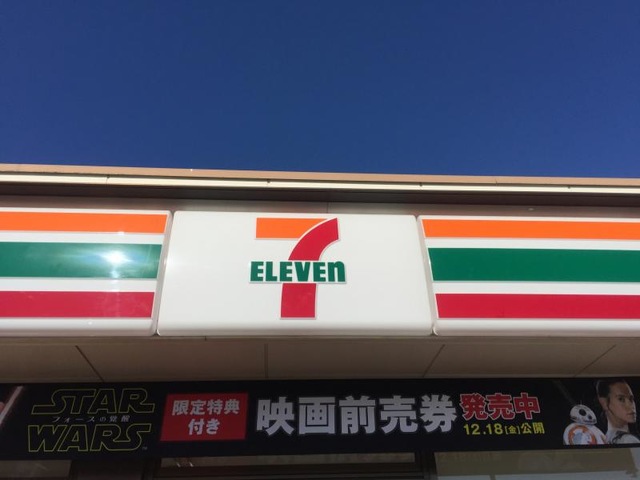 7
ELEVEn
STAR
フォースの覚醒
WARS
限定特典
付き
映画前売券
発売中
12.18[金]公開